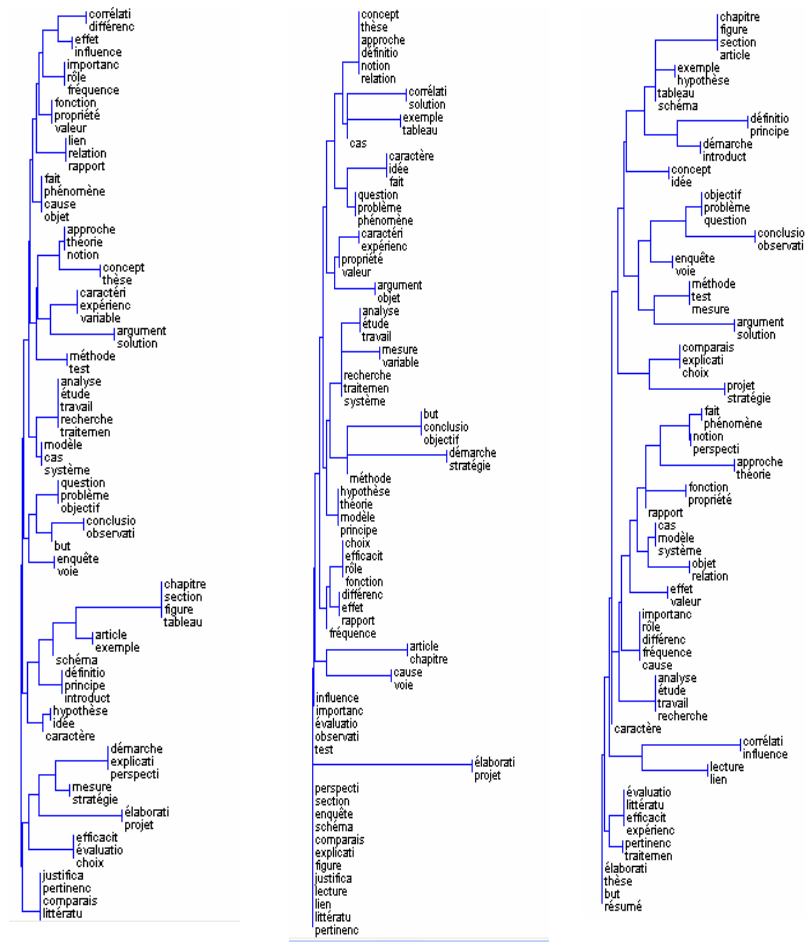 corrélati
différenc
effet
influence
importanc
rôle
fréquence
fonction
propriété
valeur
lien
relation
rapport
fait
phénomène
cause
objet
approche
théorie
notion
concept
thèse
caractéri
expérienc
variable
argument
solution
méthode
test
analyse
étude
travail
recherche
traitemen
modèle
cas
système
question
problème
objectif
conclusio
observati
but
enquête
voie
chapitre
section
figure
tableau
article
exemple
schéma
définitio
principe
introduct
hypothèse
idée
caractère
démarche
explicati
perspecti
mesure
stratégie
élaborati
projet
efficacit
évaluatio
choix
justifica
pertinenc
comparais
littératu
concept
thèse
approche
définitio
notion
relation
corrélati
solution
exemple
tableau
cas
caractère
idée
fait
question
problème
phénomène
caractéri
expérienc
propriété
valeur
argument
objet
analyse
étude
travail
mesure
variable
recherche
traitemen
système
but
conclusio
objectif
démarche
stratégie
méthode
hypothèse
théorie
modèle
principe
choix
efficacit
rôle
fonction
différenc
effet
rapport
fréquence
article
chapitre
cause
voie
influence
importanc
évaluatio
observati
test
élaborati
projet
perspecti
section
enquête
schéma
comparais
explicati
figure
justifica
lecture
lien
littératu
pertinenc
chapitre
figure
section
article
exemple
hypothèse
tableau
schéma
définitio
principe
démarche
introduct
concept
idée
objectif
problème
question
conclusio
observati
enquête
voie
méthode
test
mesure
argument
solution
comparais
explicati
choix
projet
stratégie
fait
phénomène
notion
perspecti
approche
théorie
fonction
propriété
rapport
cas
modèle
système
objet
relation
effet
valeur
importanc
rôle
différenc
fréquence
cause
analyse
étude
travail
recherche
caractère
corrélati
influence
lecture
lien
évaluatio
littératu
efficacit
expérienc
pertinenc
traitemen
élaborati
thèse
but
résumé